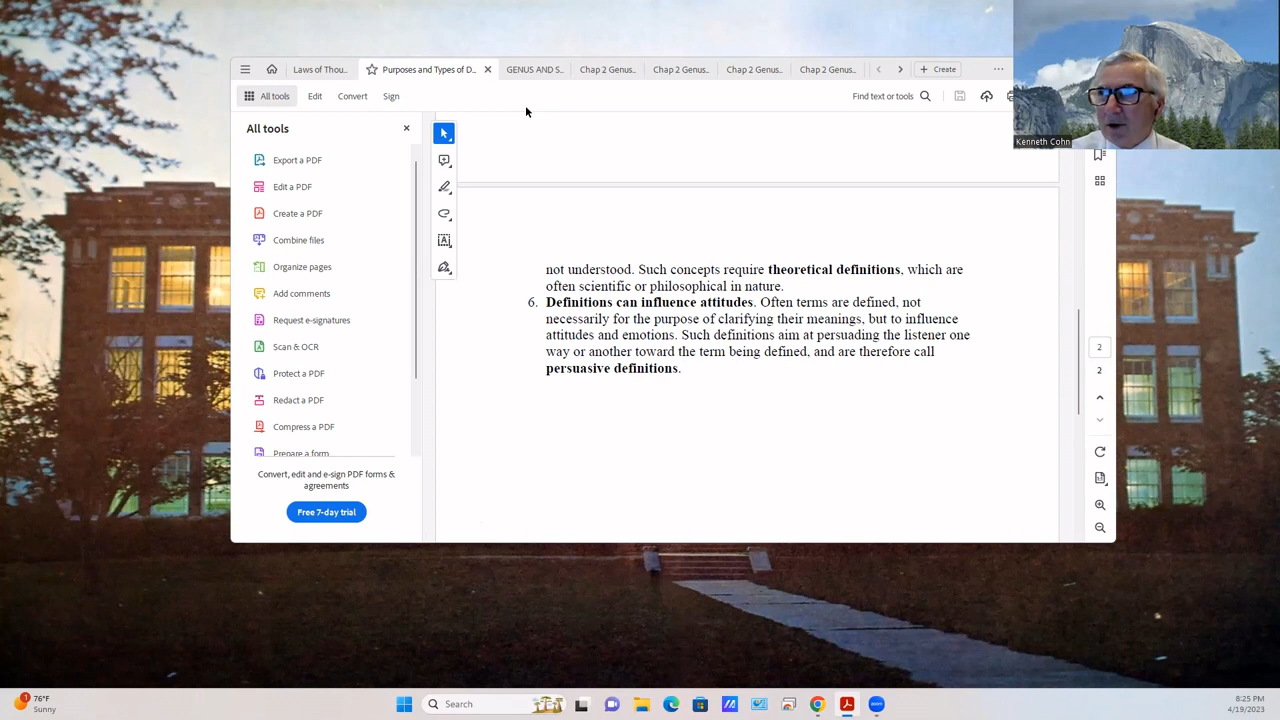 Laws of Thou...
Purposes and Types of D...
GENUS AND S...
Chap 2 Genus...
Chap 2 Genus...
Chap 2 Genus...
Chap 2 Genus...
Create
All tools
Edit
Convert
Sign
Find text or tools
Kenneth Cohn
All tools
Export a PDF
Edit a PDF
Create a PDF
Combine files
Organize pages
Add comments
Request e-signatures
Scan & OCR
Protect a PDF
Redact a PDF
Compress a PDF
Prepare a form
Convert, edit and e-sign PDF forms &
agreements
Free 7-day trial
not understood. Such concepts require theoretical definitions, which are
often scientific or philosophical in nature.
6. Definitions can influence attitudes. Often terms are defined, not
necessarily for the purpose of clarifying their meanings, but to influence
attitudes and emotions. Such definitions aim at persuading the listener one
way or another toward the term being defined, and are therefore call
persuasive definitions.
2
2
1
76°F
Sunny
Search
8:25 PM
4/19/2023